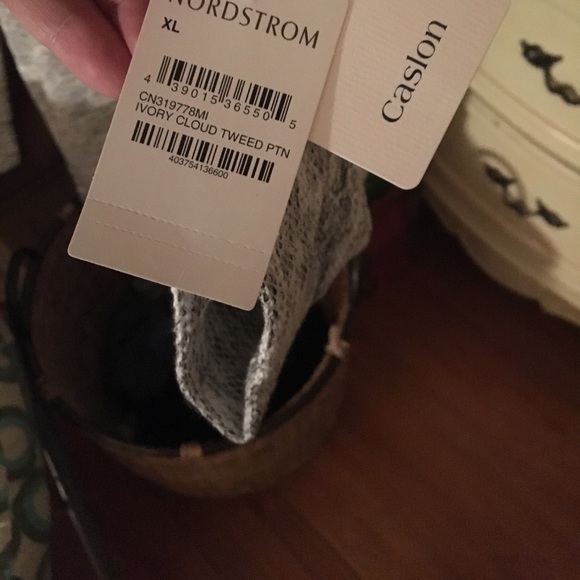 NORDSTROM
XL
4 39015 36550 5
CN319778MI
IVORY CLOUD TWEED PTN
403754136600
Caslon